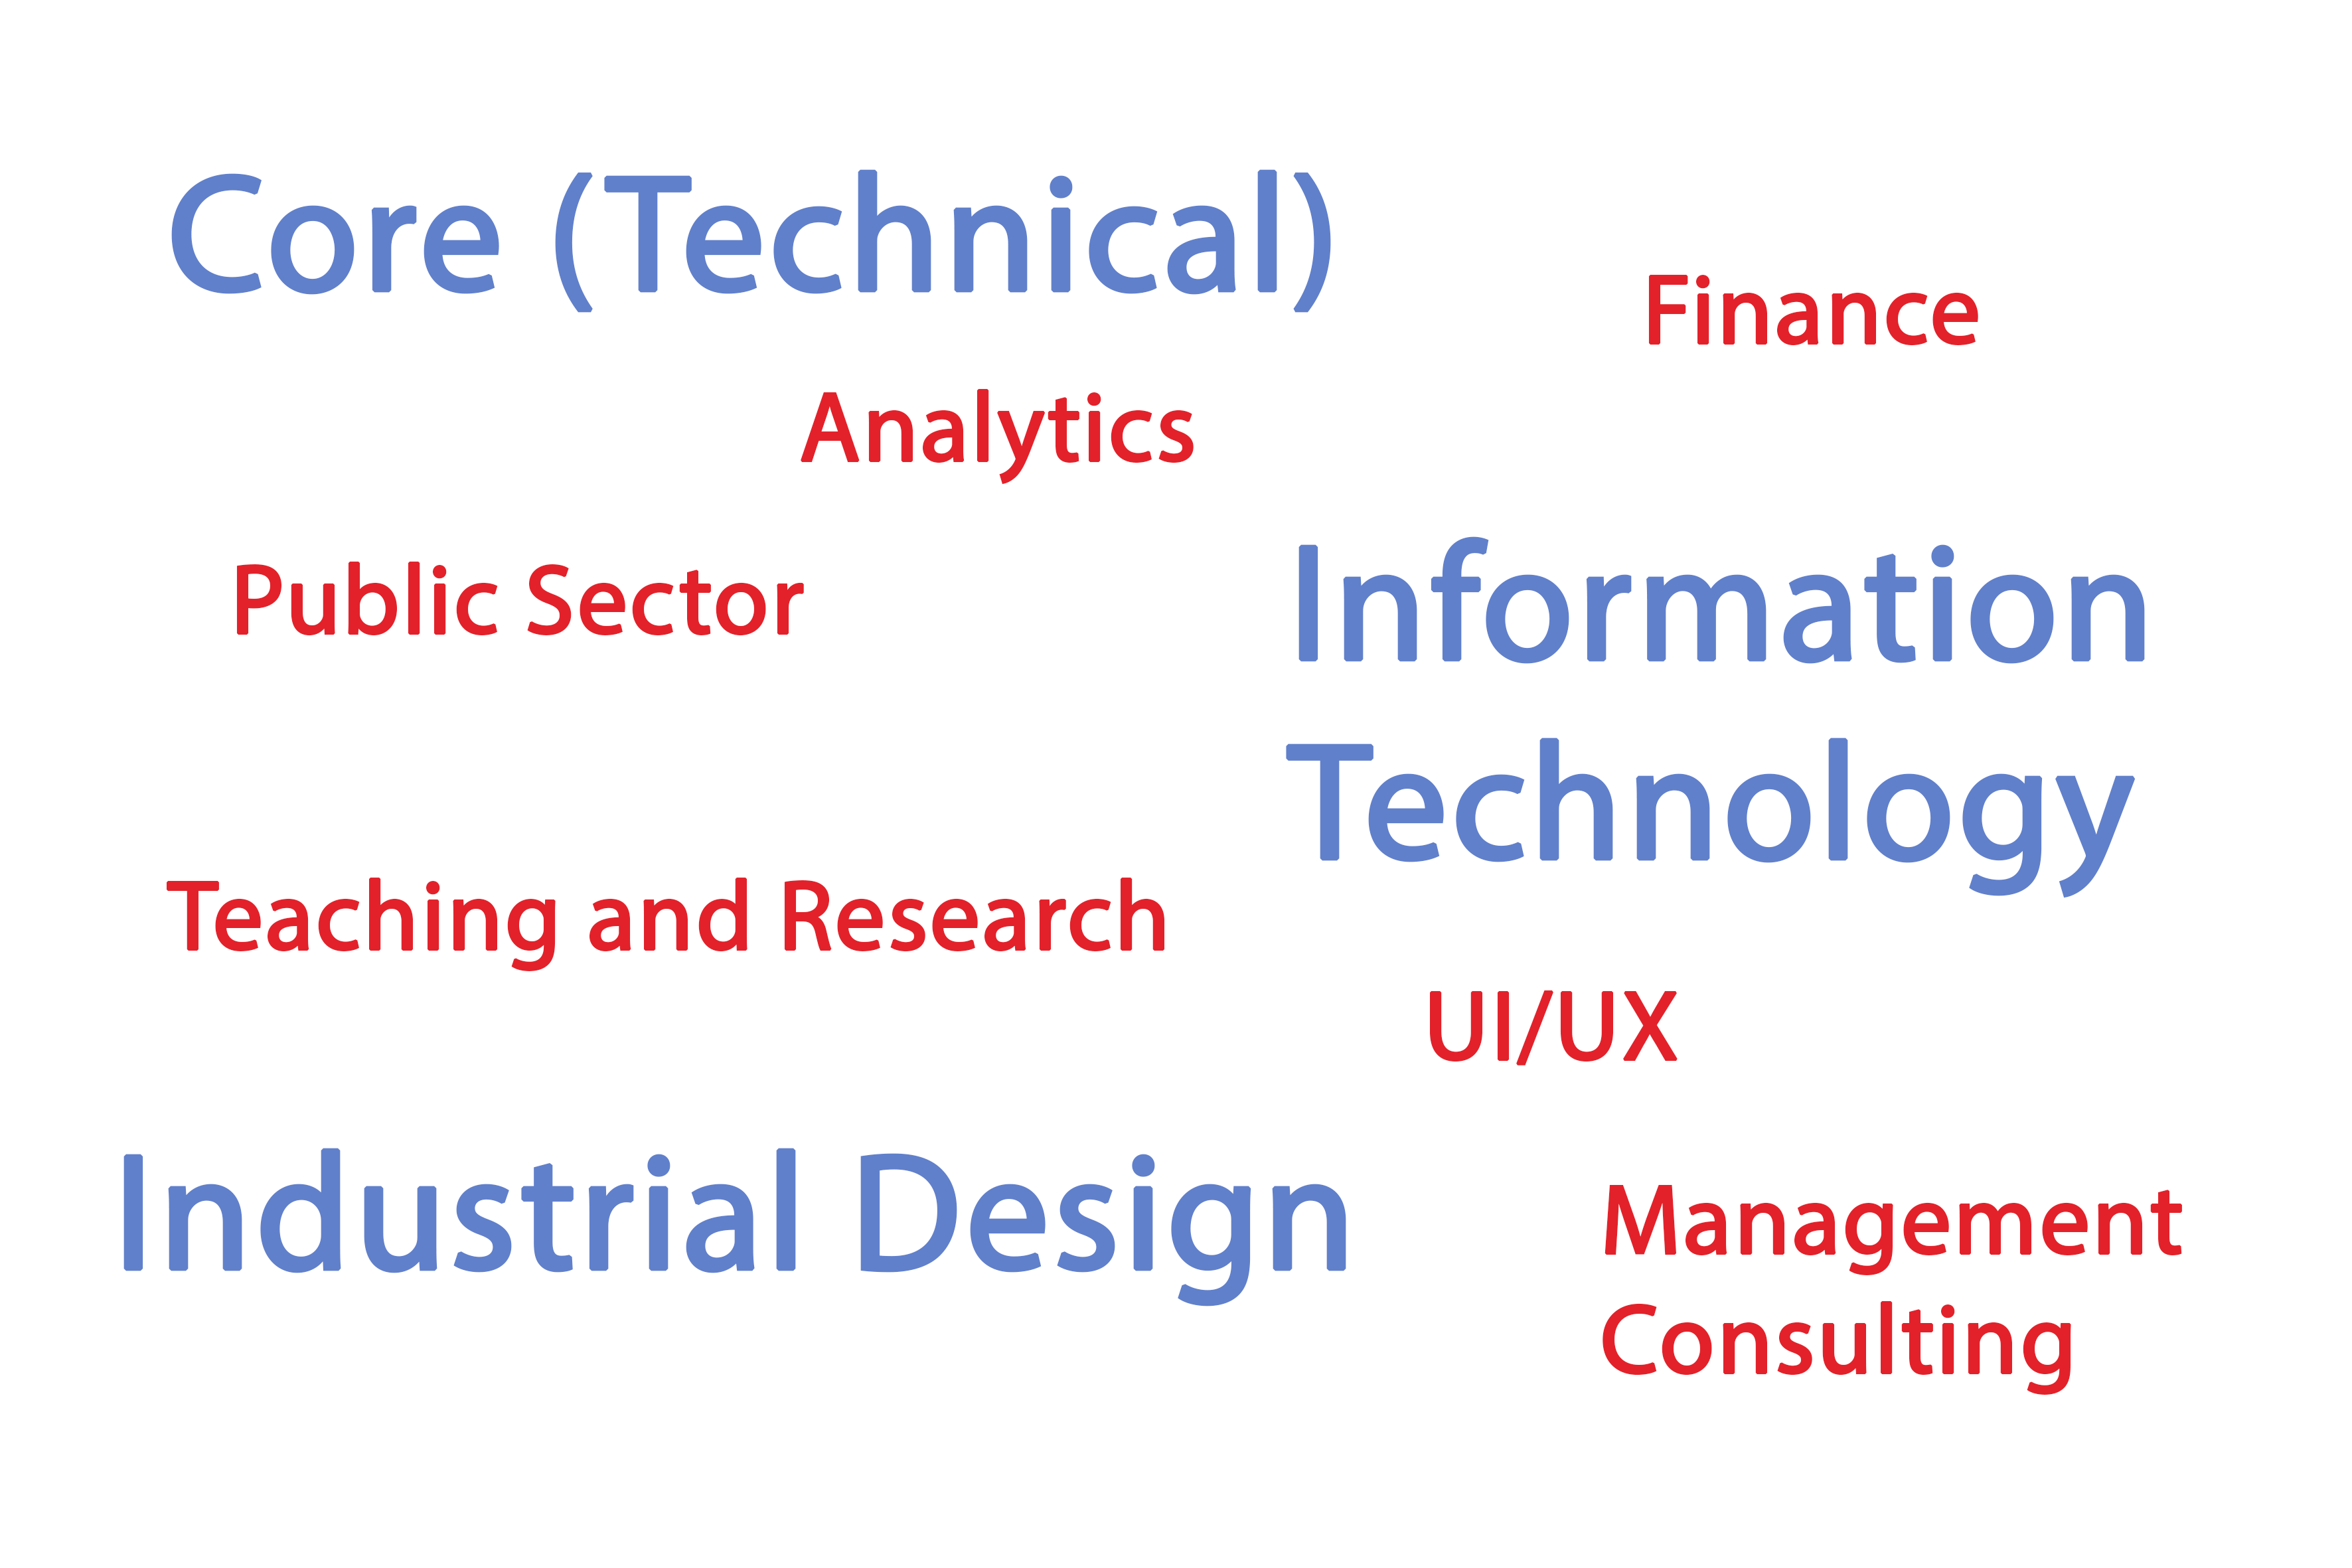 Core (Technical)
Finance
Analytics
Public Sector
Information
Technology
Teaching and Research
UI/UX
Industrial Design
Management
Consulting